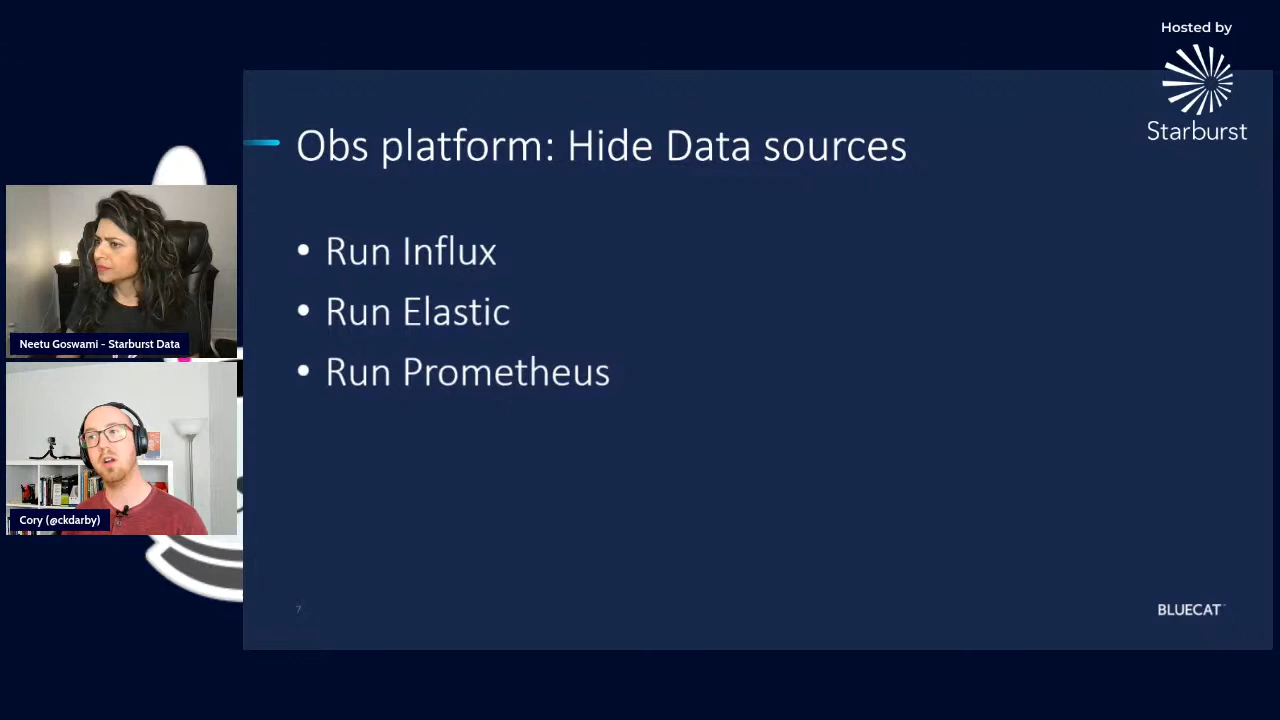 Hosted by
Starburst
Obs platform: Hide Data sources
• Run Influx
• Run Elastic
• Run Prometheus
Neetu Goswami - Starburst Data
Cory (@ckdarby)
7
BLUECAT